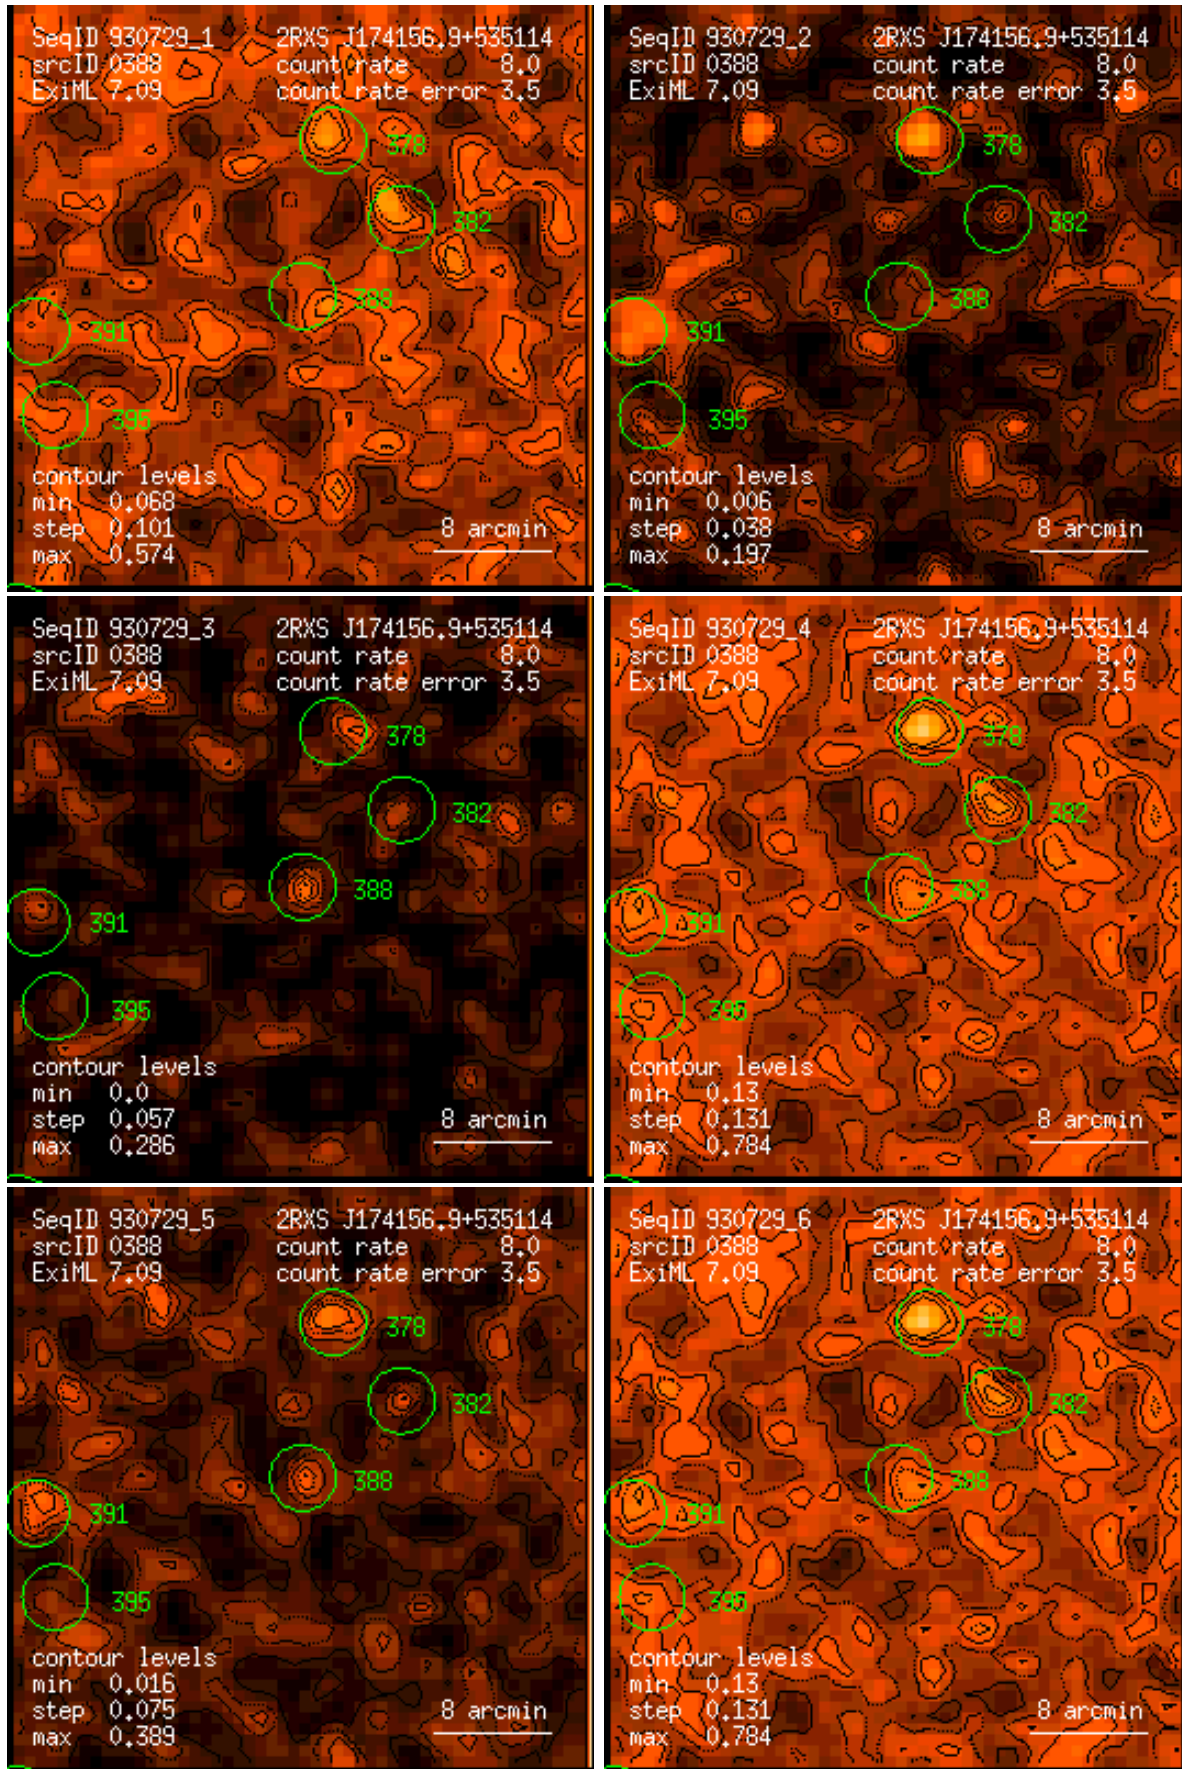 SeqID 930729_1 2RXS J174156.9+535114
srcID 0388 count rate 8.0
ExiML 7.09 count rate error 3.5
378
382
388
391
395
contour levels
min 0.068
step 0.101 8 arcmin
max 0.574
SeqID 930729_2 2RXS J174156.9+535114
srcID 0388 count rate 8.0
ExiML 7.09 count rate error 3.5
378
382
388
391
395
contour levels
min 0.006
step 0.038 8 arcmin
max 0.197
SeqID 930729_3 2RXS J174156.9+535114
srcID 0388 count rate 8.0
ExiML 7.09 count rate error 3.5
378
382
388
391
395
contour levels
min 0.0
step 0.057 8 arcmin
max 0.286
SeqID 930729_4 2RXS J174156.9+535114
srcID 0388 count rate 8.0
ExiML 7.09 count rate error 3.5
378
382
388
391
395
contour levels
min 0.13
step 0.131 8 arcmin
max 0.784
SeqID 930729_5 2RXS J174156.9+535114
srcID 0388 count rate 8.0
ExiML 7.09 count rate error 3.5
378
382
388
391
395
contour levels
min 0.016
step 0.075 8 arcmin
max 0.389
SeqID 930729_6 2RXS J174156.9+535114
srcID 0388 count rate 8.0
ExiML 7.09 count rate error 3.5
378
382
388
391
395
contour levels
min 0.13
step 0.131 8 arcmin
max 0.784